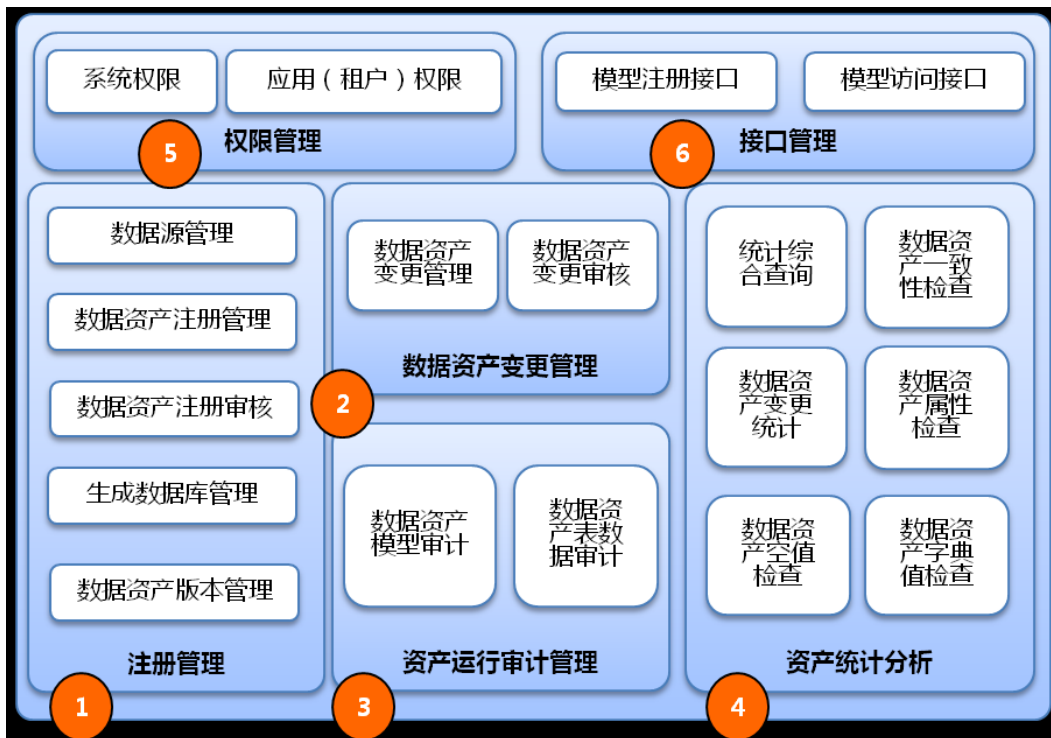 系统权限
应用（租户）权限
5
权限管理
模型注册接口
模型访问接口
6
接口管理
数据源管理
数据资产注册管理
数据资产注册审核
生成数据库管理
数据资产版本管理
注册管理
1
数据资产
变更管理
数据资产
变更审核
数据资产变更管理
2
数据资产
模型审计
数据资
产表数
据审计
资产运行审计管理
3
统计综
合查询
数据资
产一致
性检查
数据资
产变更
统计
数据资
产属性
检查
数据资
产空值
检查
数据资
产字典
值检查
资产统计分析
4